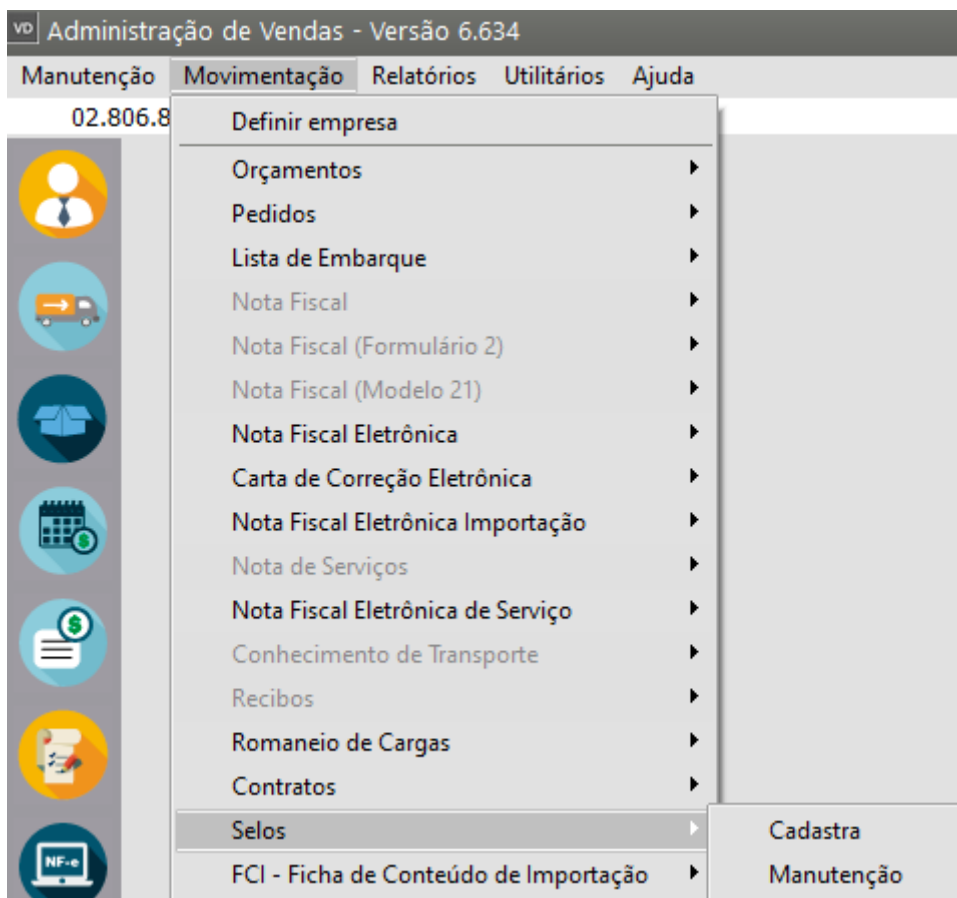 VD Administração de Vendas - Versão 6.634
Manutenção Movimentação Relatórios Utilitários Ajuda
02.806.8
Definir empresa
Orçamentos
Pedidos
Lista de Embarque
Nota Fiscal
Nota Fiscal (Formulário 2)
Nota Fiscal (Modelo 21)
Nota Fiscal Eletrônica
Carta de Correção Eletrônica
Nota Fiscal Eletrônica Importação
Nota de Serviços
Nota Fiscal Eletrônica de Serviço
Conhecimento de Transporte
Recibos
Romaneio de Cargas
Contratos
Selos
Cadastra
NF-e
FCI - Ficha de Conteúdo de Importação
Manutenção